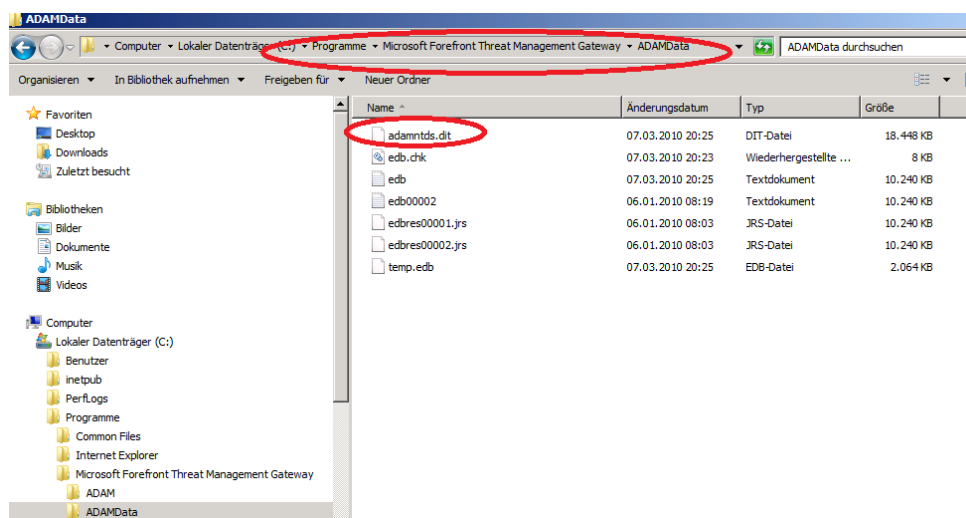 ADAMData
Computer Lokaler Datenträger (C:) Programme Microsoft Forefront Threat Management Gateway ADAMData ADAMData durchsuchen
Organisieren In Bibliothek aufnehmen Freigeben für Neuer Ordner
Favoriten
Desktop
Downloads
Zuletzt besucht
Bibliotheken
Bilder
Dokumente
Musik
Videos
Computer
Lokaler Datenträger (C:)
Benutzer
inetpub
PerfLogs
Programme
Common Files
Internet Explorer
Microsoft Forefront Threat Management Gateway
ADAM
ADAMData
Name Änderungsdatum Typ Größe
adamntds.dit 07.03.2010 20:25 DIT-Datei 18.448 KB
edb.chk 07.03.2010 20:23 Wiederhergestellte ... 8 KB
edb 07.03.2010 20:25 Textdokument 10.240 KB
edb00002 06.01.2010 08:19 Textdokument 10.240 KB
edbres00001.jrs 06.01.2010 08:03 JRS-Datei 10.240 KB
edbres00002.jrs 06.01.2010 08:03 JRS-Datei 10.240 KB
temp.edb 07.03.2010 20:25 EDB-Datei 2.064 KB